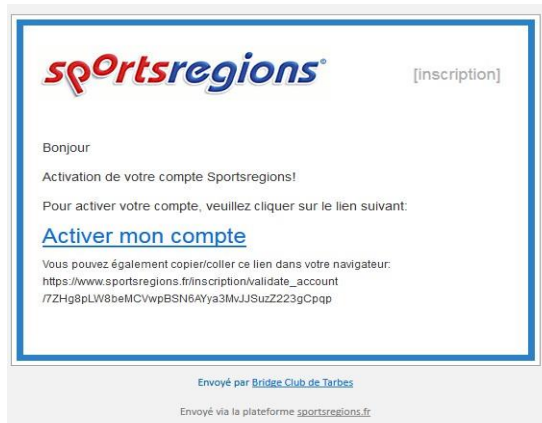 sportsregions®
[inscription]
Bonjour
Activation de votre compte Sportsregions!
Pour activer votre compte, veuillez cliquer sur le lien suivant:
Activer mon compte
Vous pouvez également copier/coller ce lien dans votre navigateur:
https://www.sportsregions.fr/inscription/validate_account
/7ZHg8pLW8beMCVwpBSN6AYya3MvJJSuzZ223gCpqp
Envoyé par Bridge Club de Tarbes
Envoyé via la plateforme sportsregions.fr